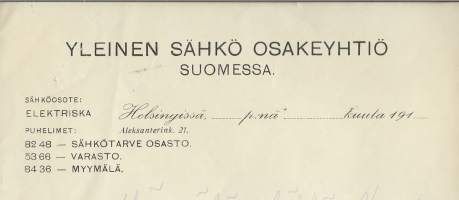 YLEINEN SÄHKÖ OSAKEYHTIÖ
SUOMESSA.
SÄHKÖOSOTE:
ELEKTRISKA
Helsingissä, p:nä kuuta 191
PUHELIMET: Aleksanterink. 21.
82 48 — SÄHKÖTARVE OSASTO.
53 66 — VARASTO.
84 36 — MYYMÄLÄ.